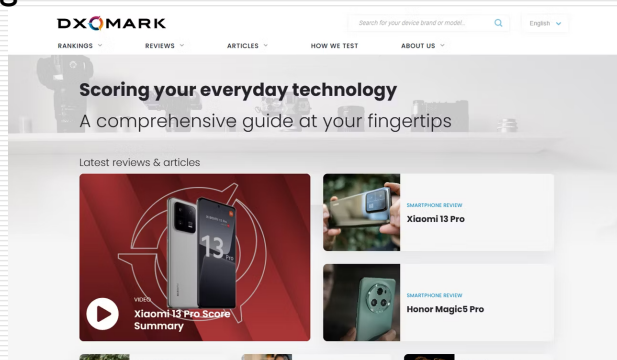 DXOMARK
Search for your device brand or model...
English
RANKINGS
REVIEWS
ARTICLES
HOW WE TEST
ABOUT US
Scoring your everyday technology
A comprehensive guide at your fingertips
Latest reviews & articles
13
Pro
VIDEO
Xiaomi 13 Pro Score
Summary
SMARTPHONE REVIEW
Xiaomi 13 Pro
SMARTPHONE REVIEW
Honor Magic5 Pro